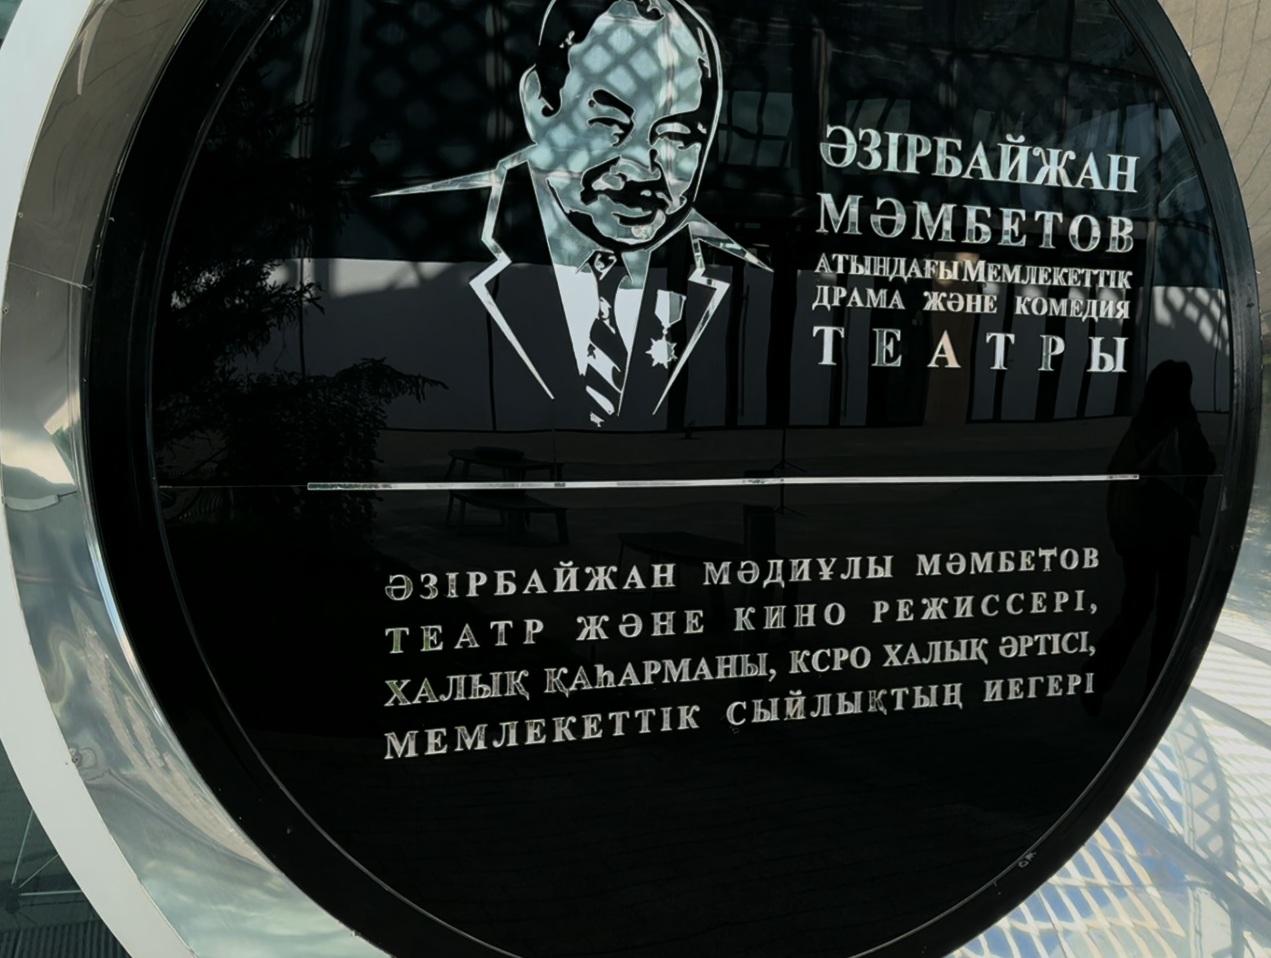 ӘЗІРБАЙЖАН
МӘМБЕТОВ
АТЫНДАҒЫ МЕМЛЕКЕТТІК
ДРАМА ЖӘНЕ КОМЕДИЯ
ТЕАТРЫ
ӘЗІРБАЙЖАН МӘДИҰЛЫ МӘМБЕТОВ
ТЕАТР ЖӘНЕ КИНО РЕЖИССЕРІ,
ХАЛЫҚ ҚАҺАРМАНЫ, КСРО ХАЛЫҚ ӘРТІСІ,
МЕМЛЕКЕТТІК СЫЙЛЫҚТЫҢ ИЕГЕРІ